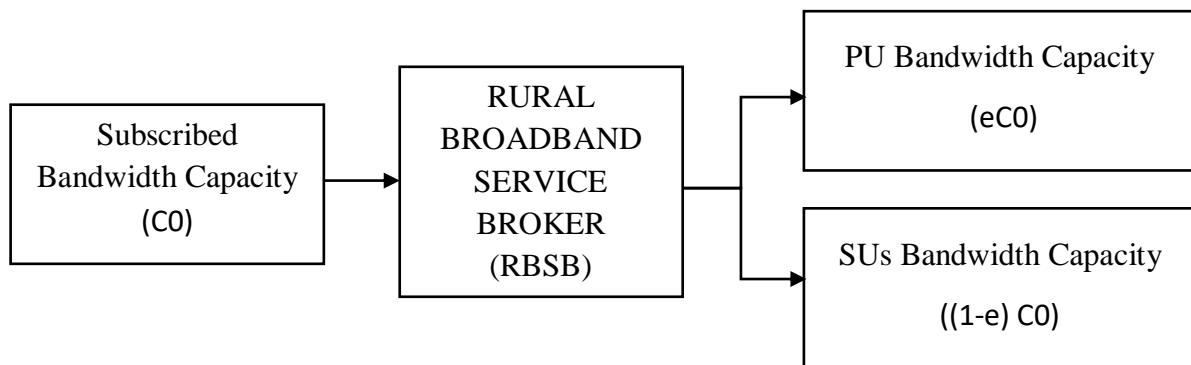 Subscribed
Bandwidth Capacity
(C0)
RURAL
BROADBAND
SERVICE
BROKER
(RBSB)
PU Bandwidth Capacity
(eC0)
SUs Bandwidth Capacity
((1-e) C0)